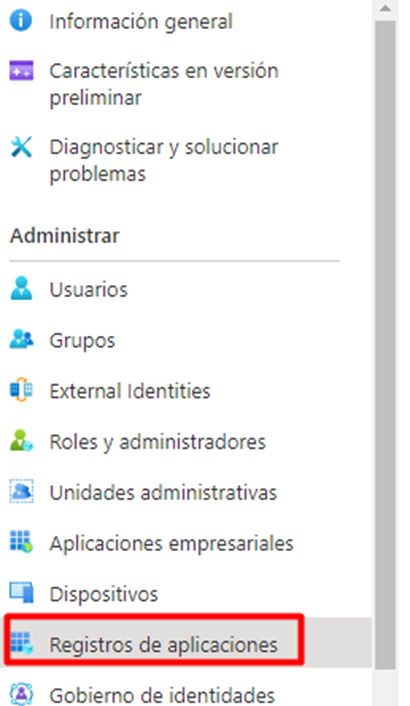 Información general
Características en versión
preliminar
Diagnosticar y solucionar
problemas
Administrar
Usuarios
Grupos
External Identities
Roles y administradores
Unidades administrativas
Aplicaciones empresariales
Dispositivos
Registros de aplicaciones
Gobierno de identidades